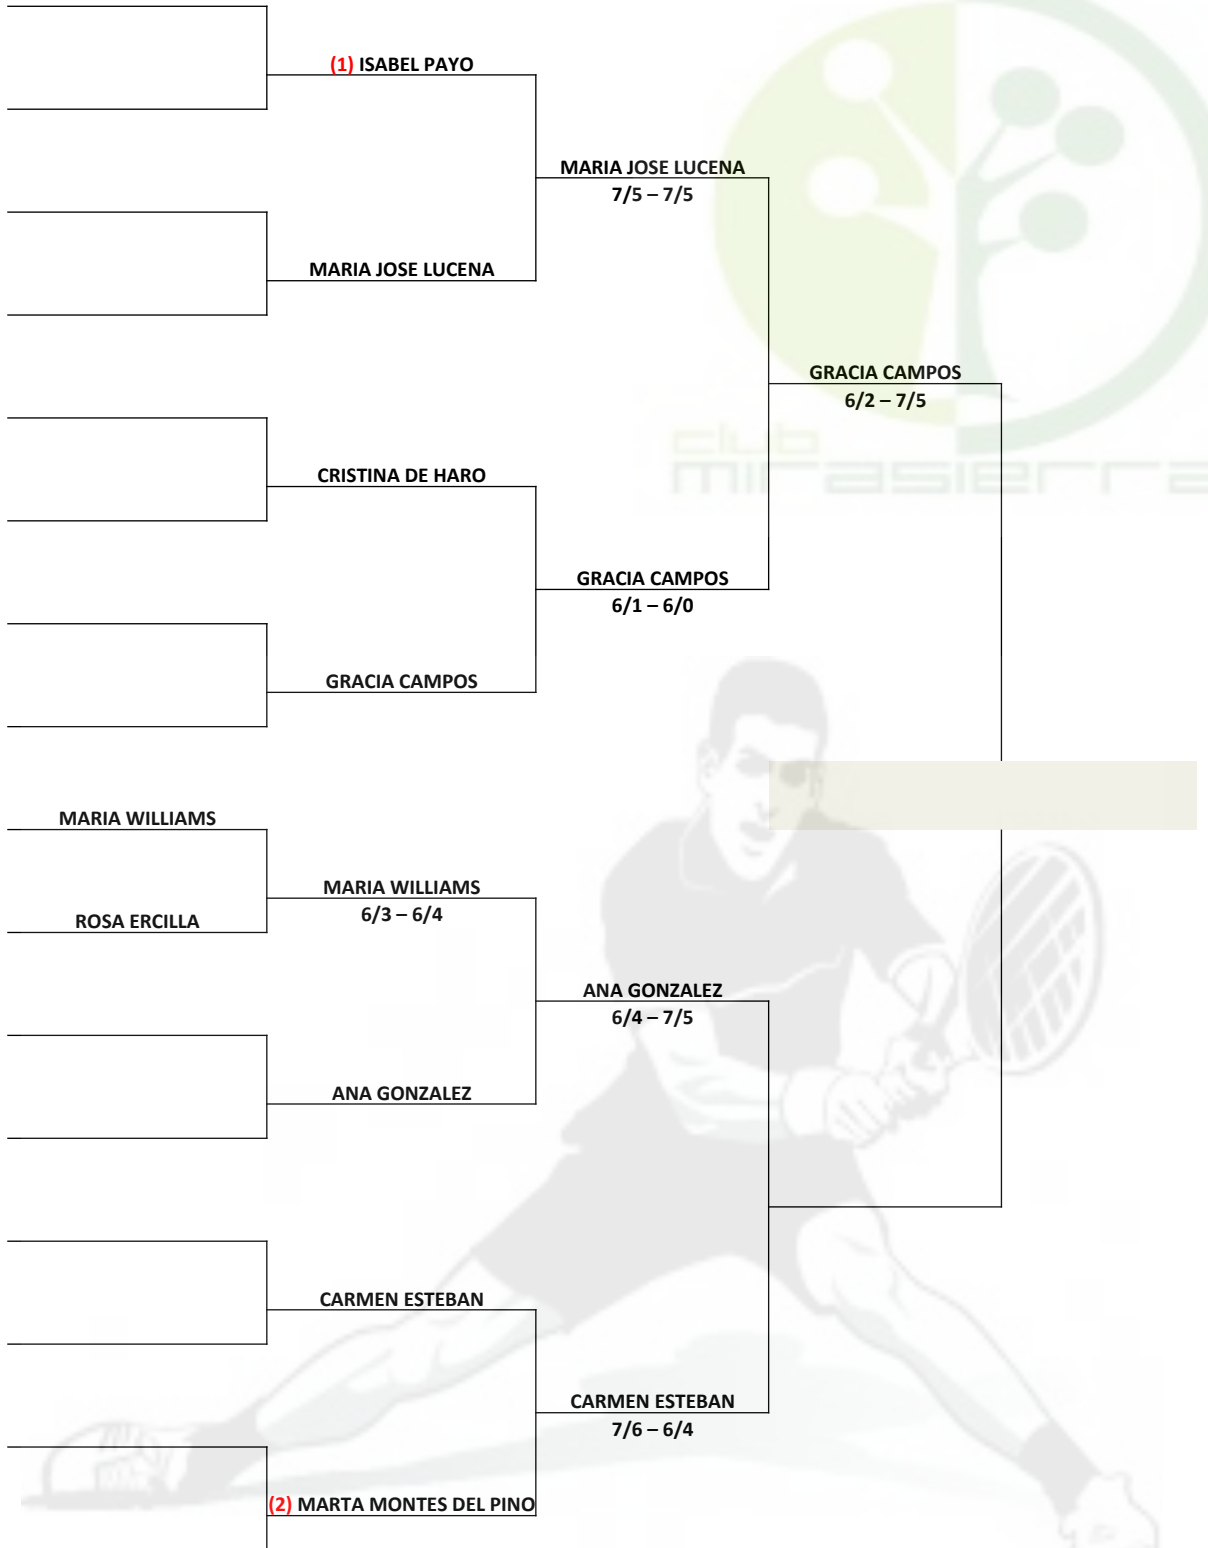 (1) ISABEL PAYO
MARIA JOSE LUCENA
7/5 – 7/5
MARIA JOSE LUCENA
GRACIA CAMPOS
6/2 – 7/5
club
mirasierra
CRISTINA DE HARO
GRACIA CAMPOS
6/1 – 6/0
GRACIA CAMPOS
MARIA WILLIAMS
MARIA WILLIAMS
6/3 – 6/4
ROSA ERCILLA
ANA GONZALEZ
6/4 – 7/5
ANA GONZALEZ
CARMEN ESTEBAN
CARMEN ESTEBAN
7/6 – 6/4
(2) MARTA MONTES DEL PINO